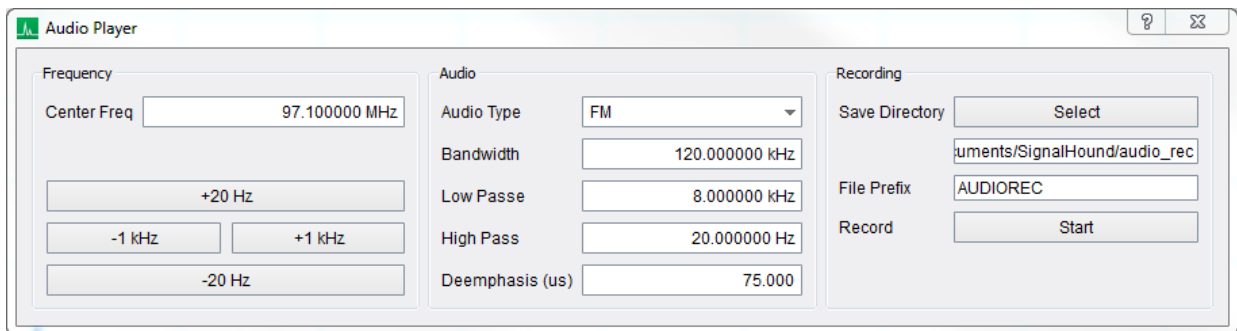 Audio Player
Frequency
Center Freq 97.100000 MHz
+20 Hz
-1 kHz +1 kHz
-20 Hz
Audio
Audio Type FM
Bandwidth 120.000000 kHz
Low Passe 8.000000 kHz
High Pass 20.000000 Hz
Deemphasis (us) 75.000
Recording
Save Directory Select
uments/SignalHound/audio_rec
File Prefix AUDIOREC
Record Start